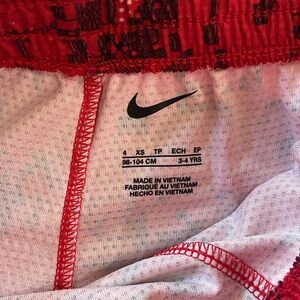 4 XS TP ECH EP
98-104 CM 3-4 YRS
MADE IN VIETNAM
FABRIQUÉ AU VIETNAM
HECHO EN VIETNAM